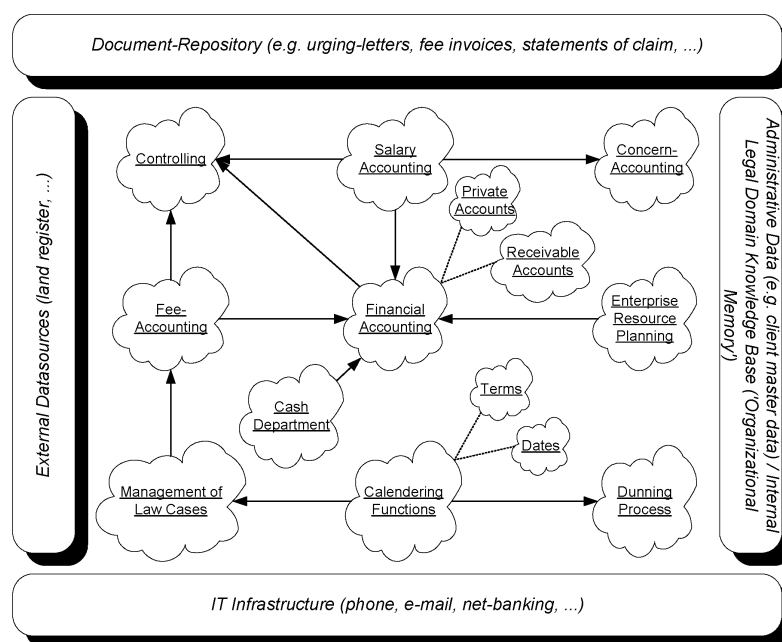 Document-Repository (e.g. urging-letters, fee invoices, statements of claim, ...)
External Datasources (land register, ...)
Controlling
Salary
Accounting
Concern-
Accounting
Private
Accounts
Receivable
Accounts
Fee-
Accounting
Financial
Accounting
Enterprise
Resource
Planning
Cash
Department
Terms
Dates
Management of
Law Cases
Calendering
Functions
Dunning
Process
Administrative Data (e.g. client master data) / Internal
Legal Domain Knowledge Base ('Organizational
Memory')
IT Infrastructure (phone, e-mail, net-banking, ...)